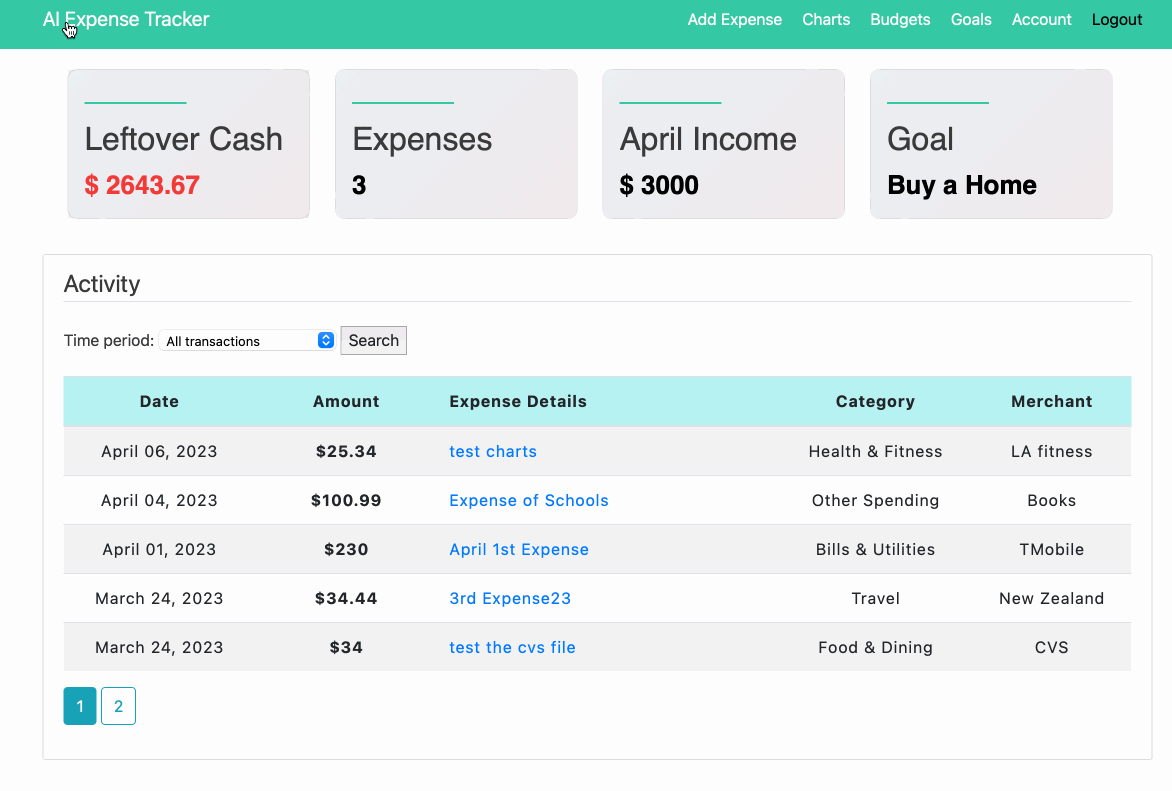 AI Expense Tracker Add Expense Charts Budgets Goals Account Logout
Leftover Cash
$ 2643.67
Expenses
3
April Income
$ 3000
Goal
Buy a Home
Activity
Time period: All transactions Search
Date Amount Expense Details Category Merchant
April 06, 2023 $25.34 test charts Health & Fitness LA fitness
April 04, 2023 $100.99 Expense of Schools Other Spending Books
April 01, 2023 $230 April 1st Expense Bills & Utilities TMobile
March 24, 2023 $34.44 3rd Expense23 Travel New Zealand
March 24, 2023 $34 test the cvs file Food & Dining CVS
1 2